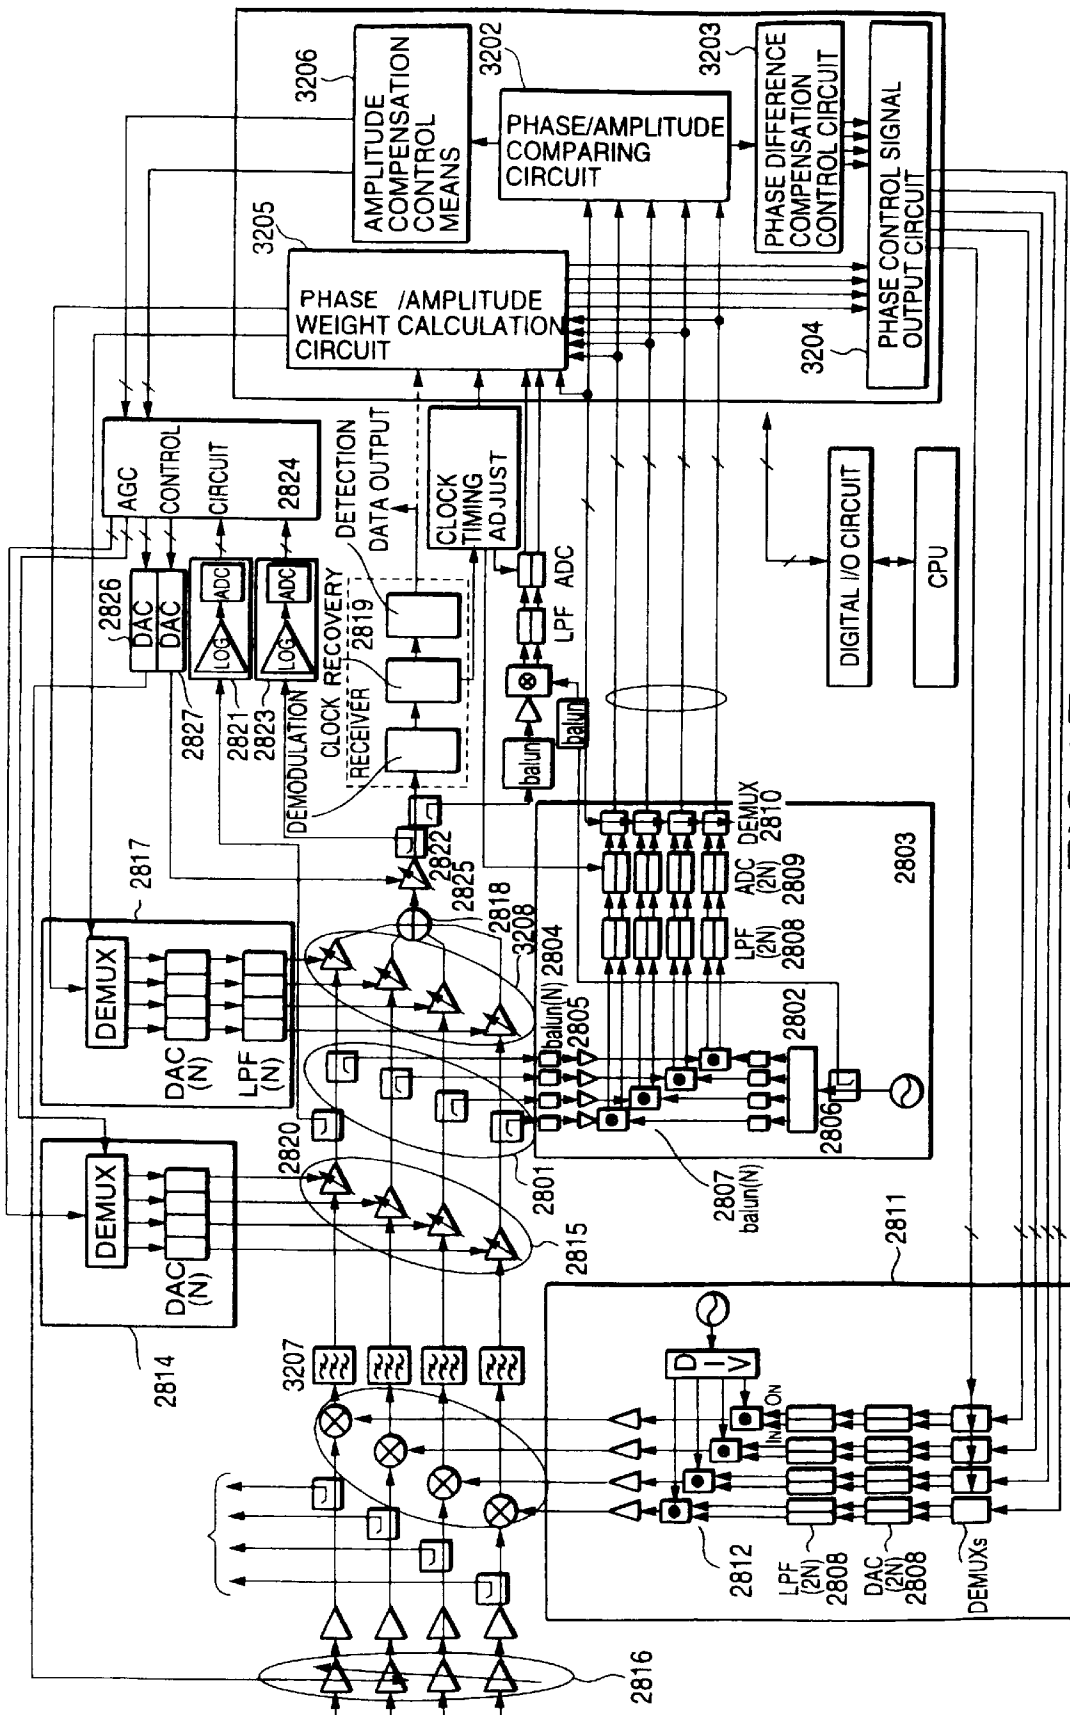 3206
AMPLITUDE
COMPENSATION
CONTROL
MEANS
3202
PHASE/AMPLITUDE
COMPARING
CIRCUIT
3203
PHASE DIFFERENCE
COMPENSATION
CONTROL CIRCUIT
3205
PHASE /AMPLITUDE
WEIGHT CALCULATION
CIRCUIT
3204
PHASE CONTROL SIGNAL
OUTPUT CIRCUIT
AGC
CONTROL
CIRCUIT
2824
2826
DAC
DAC
2827
ADC
LOG
2821
ADC
LOG
2823
DETECTION
DATA OUTPUT
CLOCK
TIMING
ADJUST
DEMODULATION
CLOCK RECOVERY
RECEIVER
2819
LPF
ADC
balun
balun
DIGITAL I/O CIRCUIT
CPU
2817
DEMUX
DAC
(N)
LPF
(N)
2822
2825
2818
3208
2804
balun(N)
2805
DEMUX
2810
ADC
(2N)
2809
LPF
(2N)
2808
2803
2802
2806
2807
balun(N)
2820
2801
2815
2814
DEMUX
DAC
(N)
3207
2811
D
I
V
IN
ON
2812
LPF
(2N)
2808
DAC
(2N)
2808
DEMUXs
2816